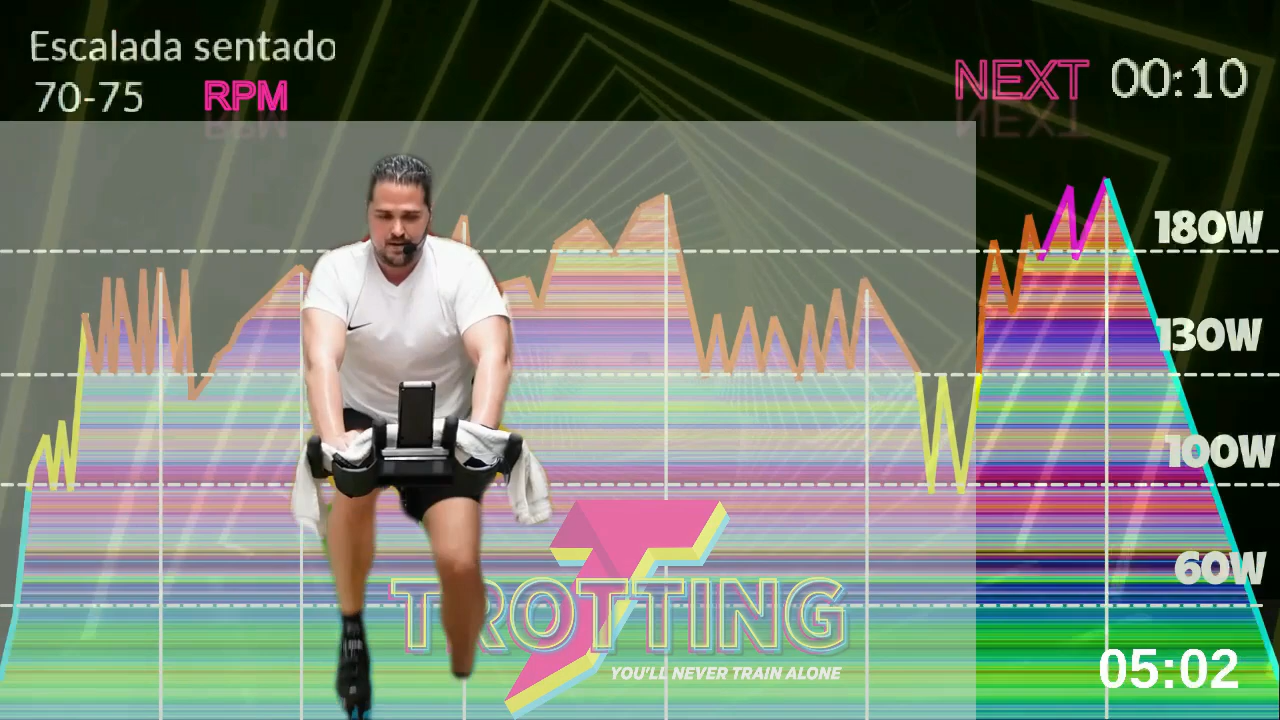 Escalada sentado
70-75 RPM
NEXT 00:10
180W
130W
100W
60W
TROTTING
YOU'LL NEVER TRAIN ALONE
05:02